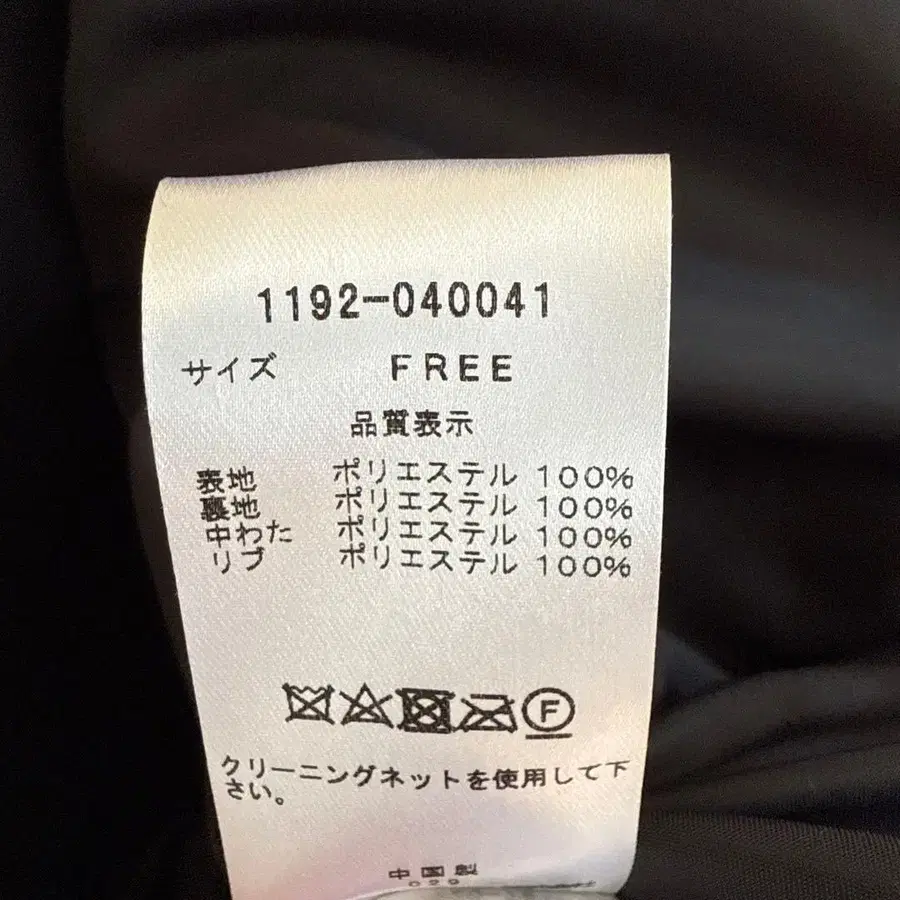 1192-040041
サイズ FREE
品質表示
表地 ポリエステル 100%
裏地 ポリエステル 100%
中わた ポリエステル 100%
リブ ポリエステル 100%
F
クリーニングネットを使用して下
さい。
中国製